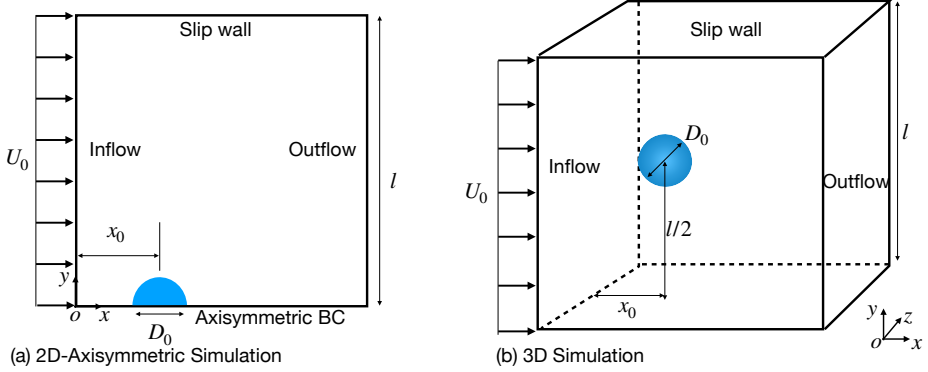 Slip wall
U₀
Inflow
Outflow
l
x₀
y
o
x
D₀
Axisymmetric BC
(a) 2D-Axisymmetric Simulation
Slip wall
D₀
l
U₀
Inflow
Outflow
l/2
x₀
y
z
o
x
(b) 3D Simulation